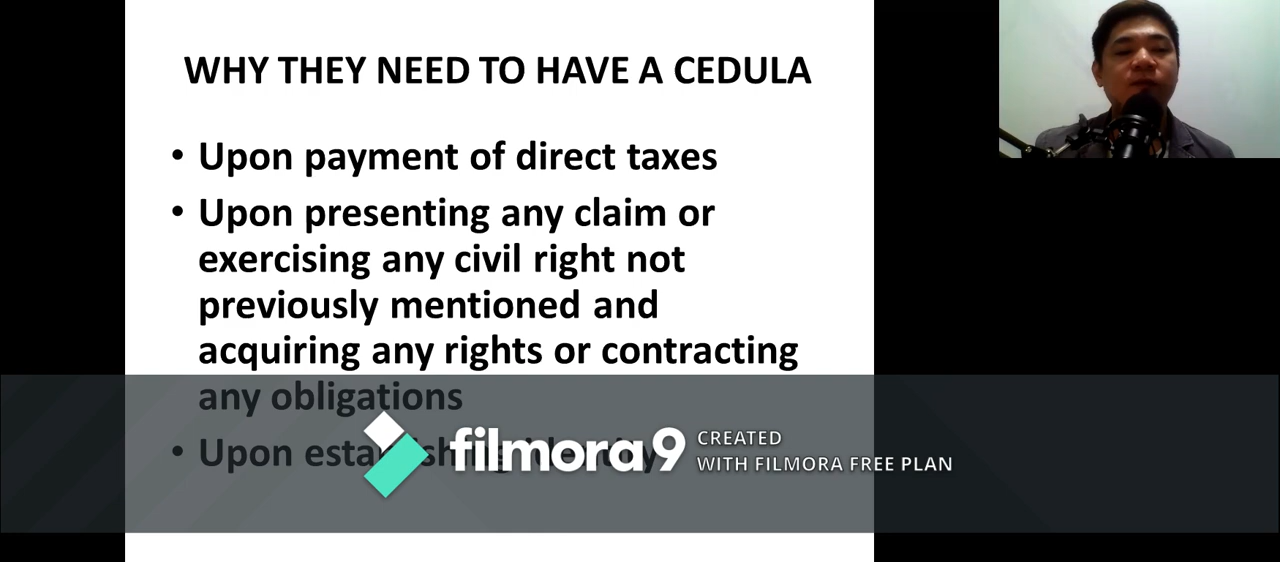 WHY THEY NEED TO HAVE A CEDULA
• Upon payment of direct taxes
• Upon presenting any claim or
exercising any civil right not
previously mentioned and
acquiring any rights or contracting
any obligations
• Upon establishing identity
filmora9
CREATED
WITH FILMORA FREE PLAN